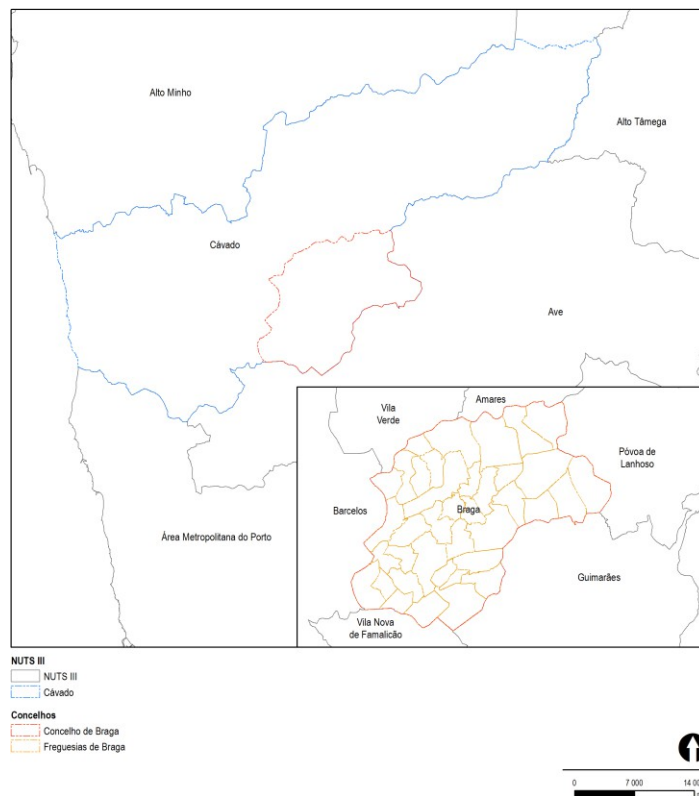 Alto Minho
Alto Tâmega
Cávado
Ave
Área Metropolitana do Porto
Vila
Verde
Amares
Póvoa de
Lanhoso
Barcelos
Braga
Guimarães
Vila Nova
de Famalicão
NUTS III
NUTS III
Cávado
Concelhos
Concelho de Braga
Freguesias de Braga
0 7 000